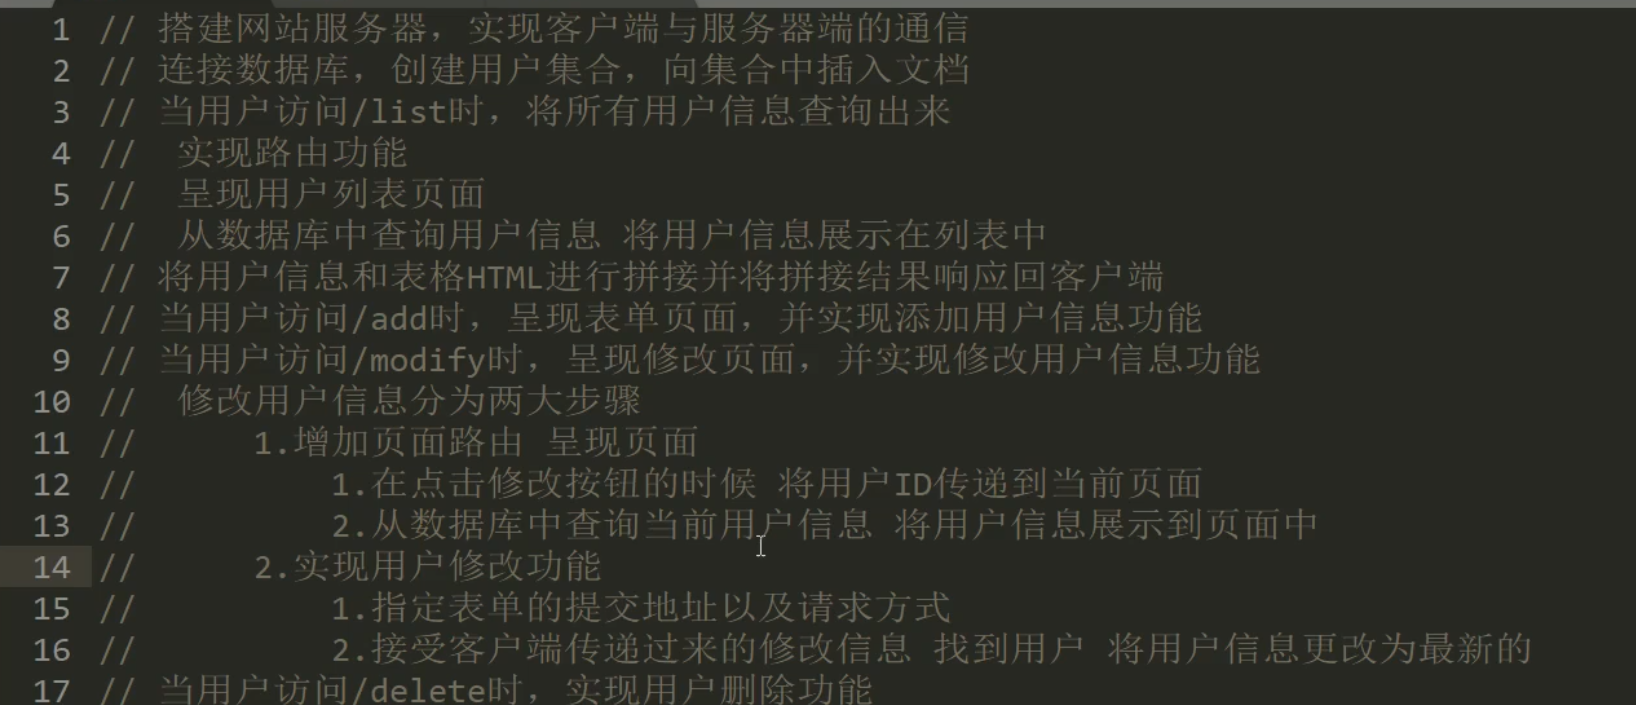 1 // 搭建网站服务器，实现客户端与服务器端的通信
2 // 连接数据库，创建用户集合，向集合中插入文档
3 // 当用户访问/list时，将所有用户信息查询出来
4 //  实现路由功能
5 //  呈现用户列表页面
6 //  从数据库中查询用户信息 将用户信息展示在列表中
7 // 将用户信息和表格HTML进行拼接并将拼接结果响应回客户端
8 // 当用户访问/add时，呈现表单页面，并实现添加用户信息功能
9 // 当用户访问/modify时，呈现修改页面，并实现修改用户信息功能
10 //  修改用户信息分为两大步骤
11 //      1.增加页面路由 呈现页面
12 //          1.在点击修改按钮的时候 将用户ID传递到当前页面
13 //          2.从数据库中查询当前用户信息 将用户信息展示到页面中
14 //      2.实现用户修改功能
15 //          1.指定表单的提交地址以及请求方式
16 //          2.接受客户端传递过来的修改信息 找到用户 将用户信息更改为最新的
17 // 当用户访问/delete时，实现用户删除功能